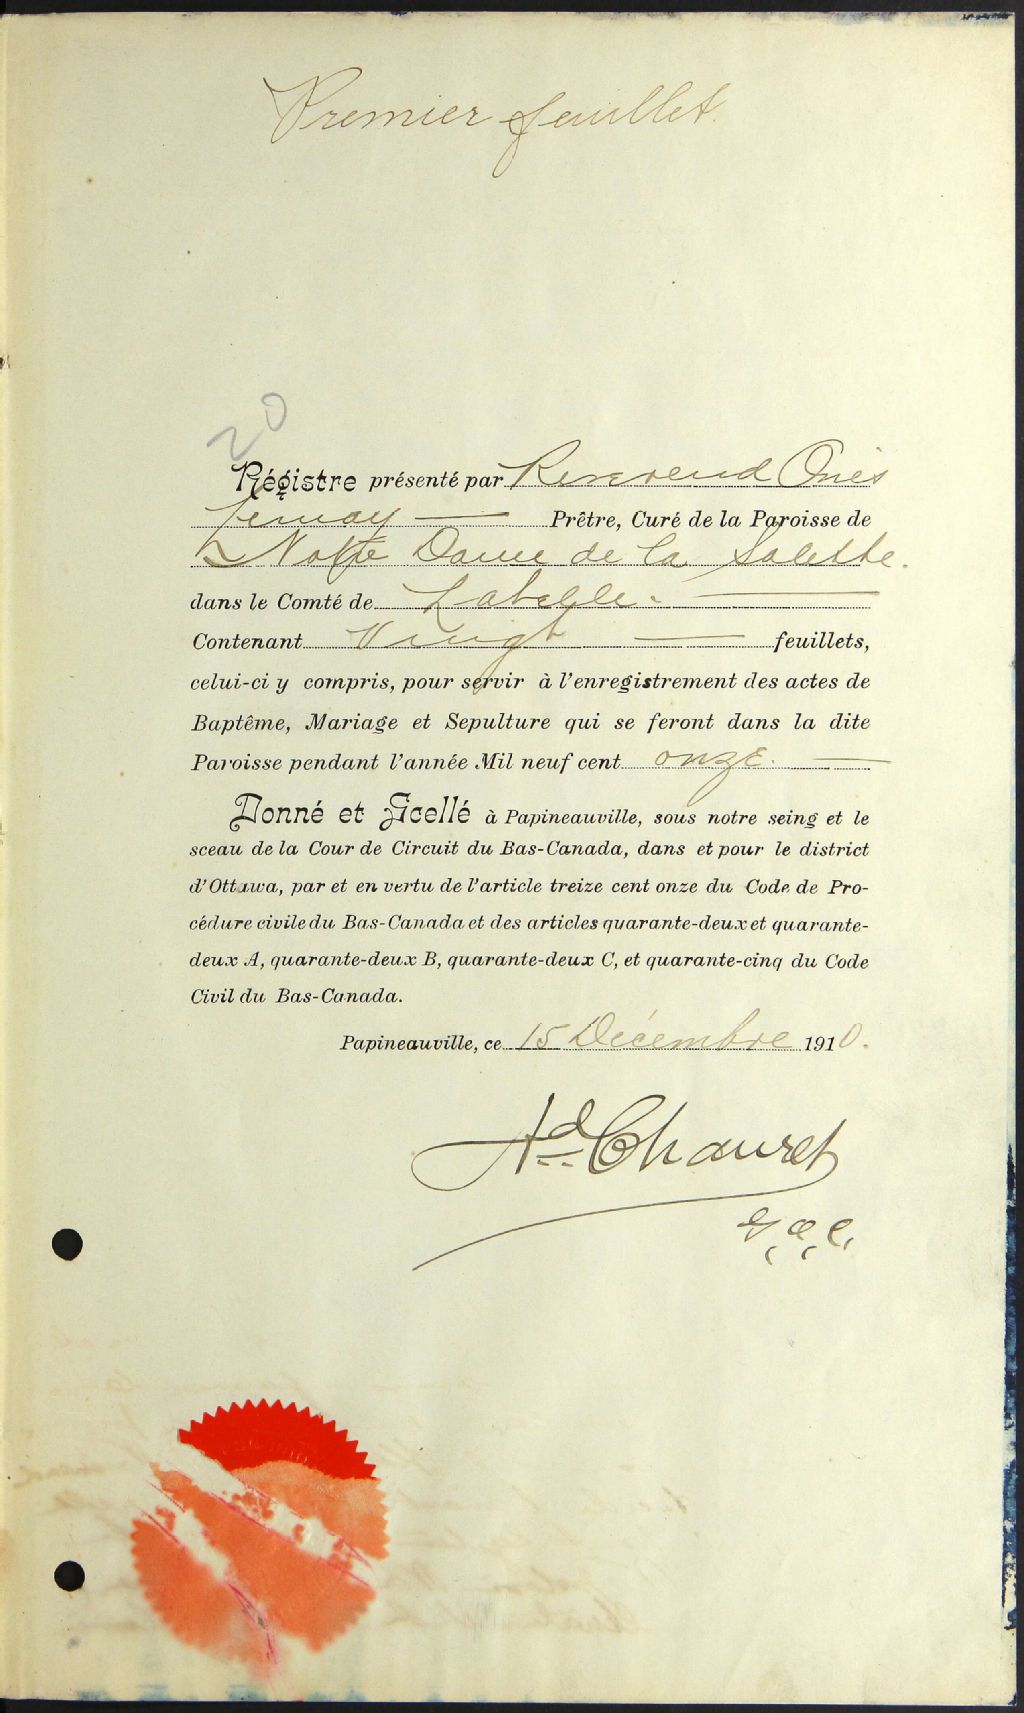 Premier feuillet.
20
Régistre présenté par Reverend Onés
Lemay Prêtre, Curé de la Paroisse de
Notre Dame de la Salette.
dans le Comté de Labelle.
Contenant Vingt feuillets,
celui-ci y compris, pour servir à l'enregistrement des actes de
Baptême, Mariage et Sepulture qui se feront dans la dite
Paroisse pendant l'année Mil neuf cent onze.
Donné et Scellé à Papineauville, sous notre seing et le
sceau de la Cour de Circuit du Bas-Canada, dans et pour le district
d'Ottawa, par et en vertu de l'article treize cent onze du Code de Pro-
cédure civile du Bas-Canada et des articles quarante-deux et quarante-
deux A, quarante-deux B, quarante-deux C, et quarante-cinq du Code
Civil du Bas-Canada.
Papineauville, ce 15 Décembre 1910.
Ad Chauret